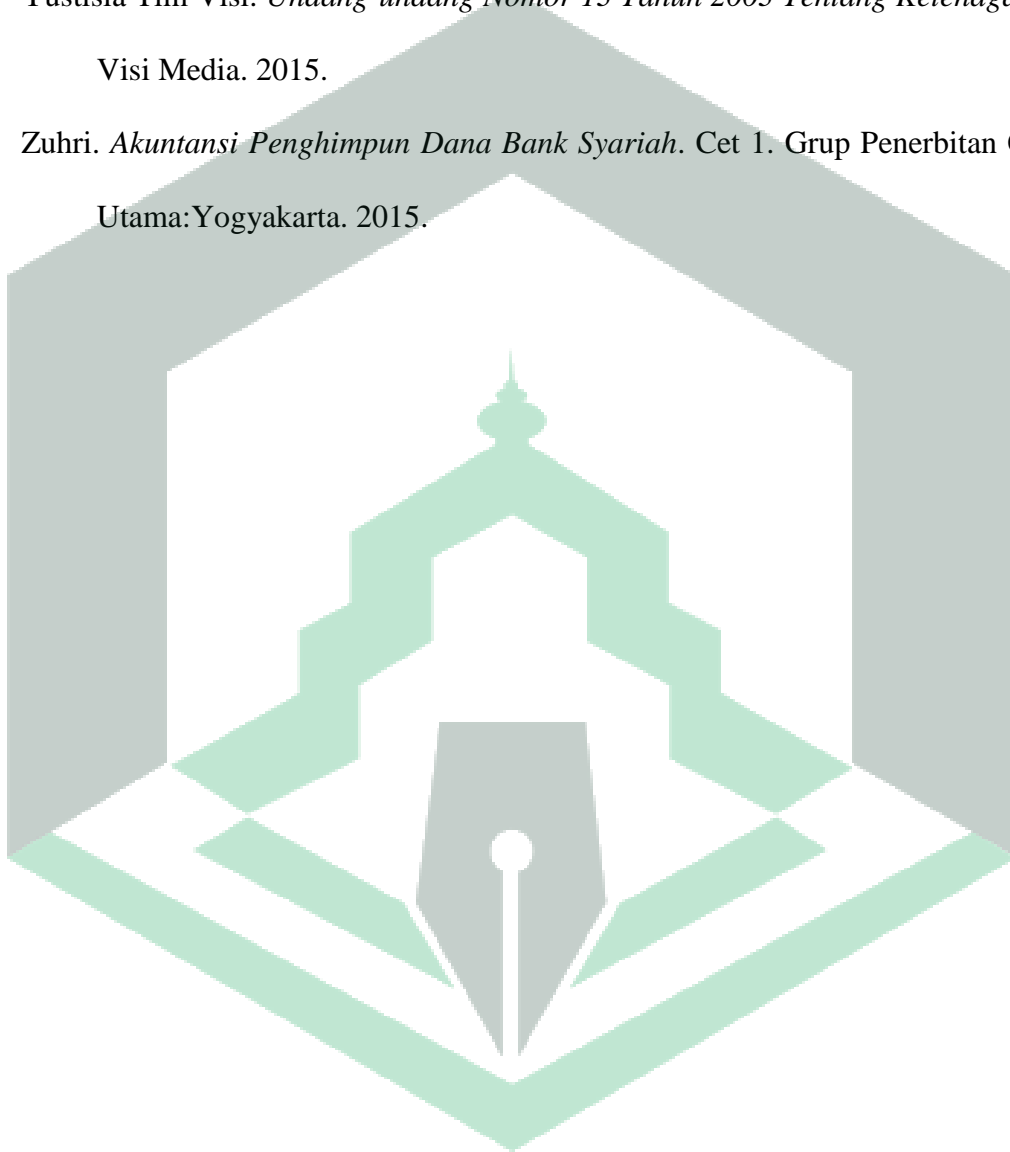 Yustisia Tim Visi. Undang-undang Nomor 13 Tahun 2003 Tentang
Visi Media. 2015.
Zuhri. Akuntansi Penghimpun Dana Bank Syariah. Cet 1. Grup Penerbitan
Utama:Yogyakarta. 2015.